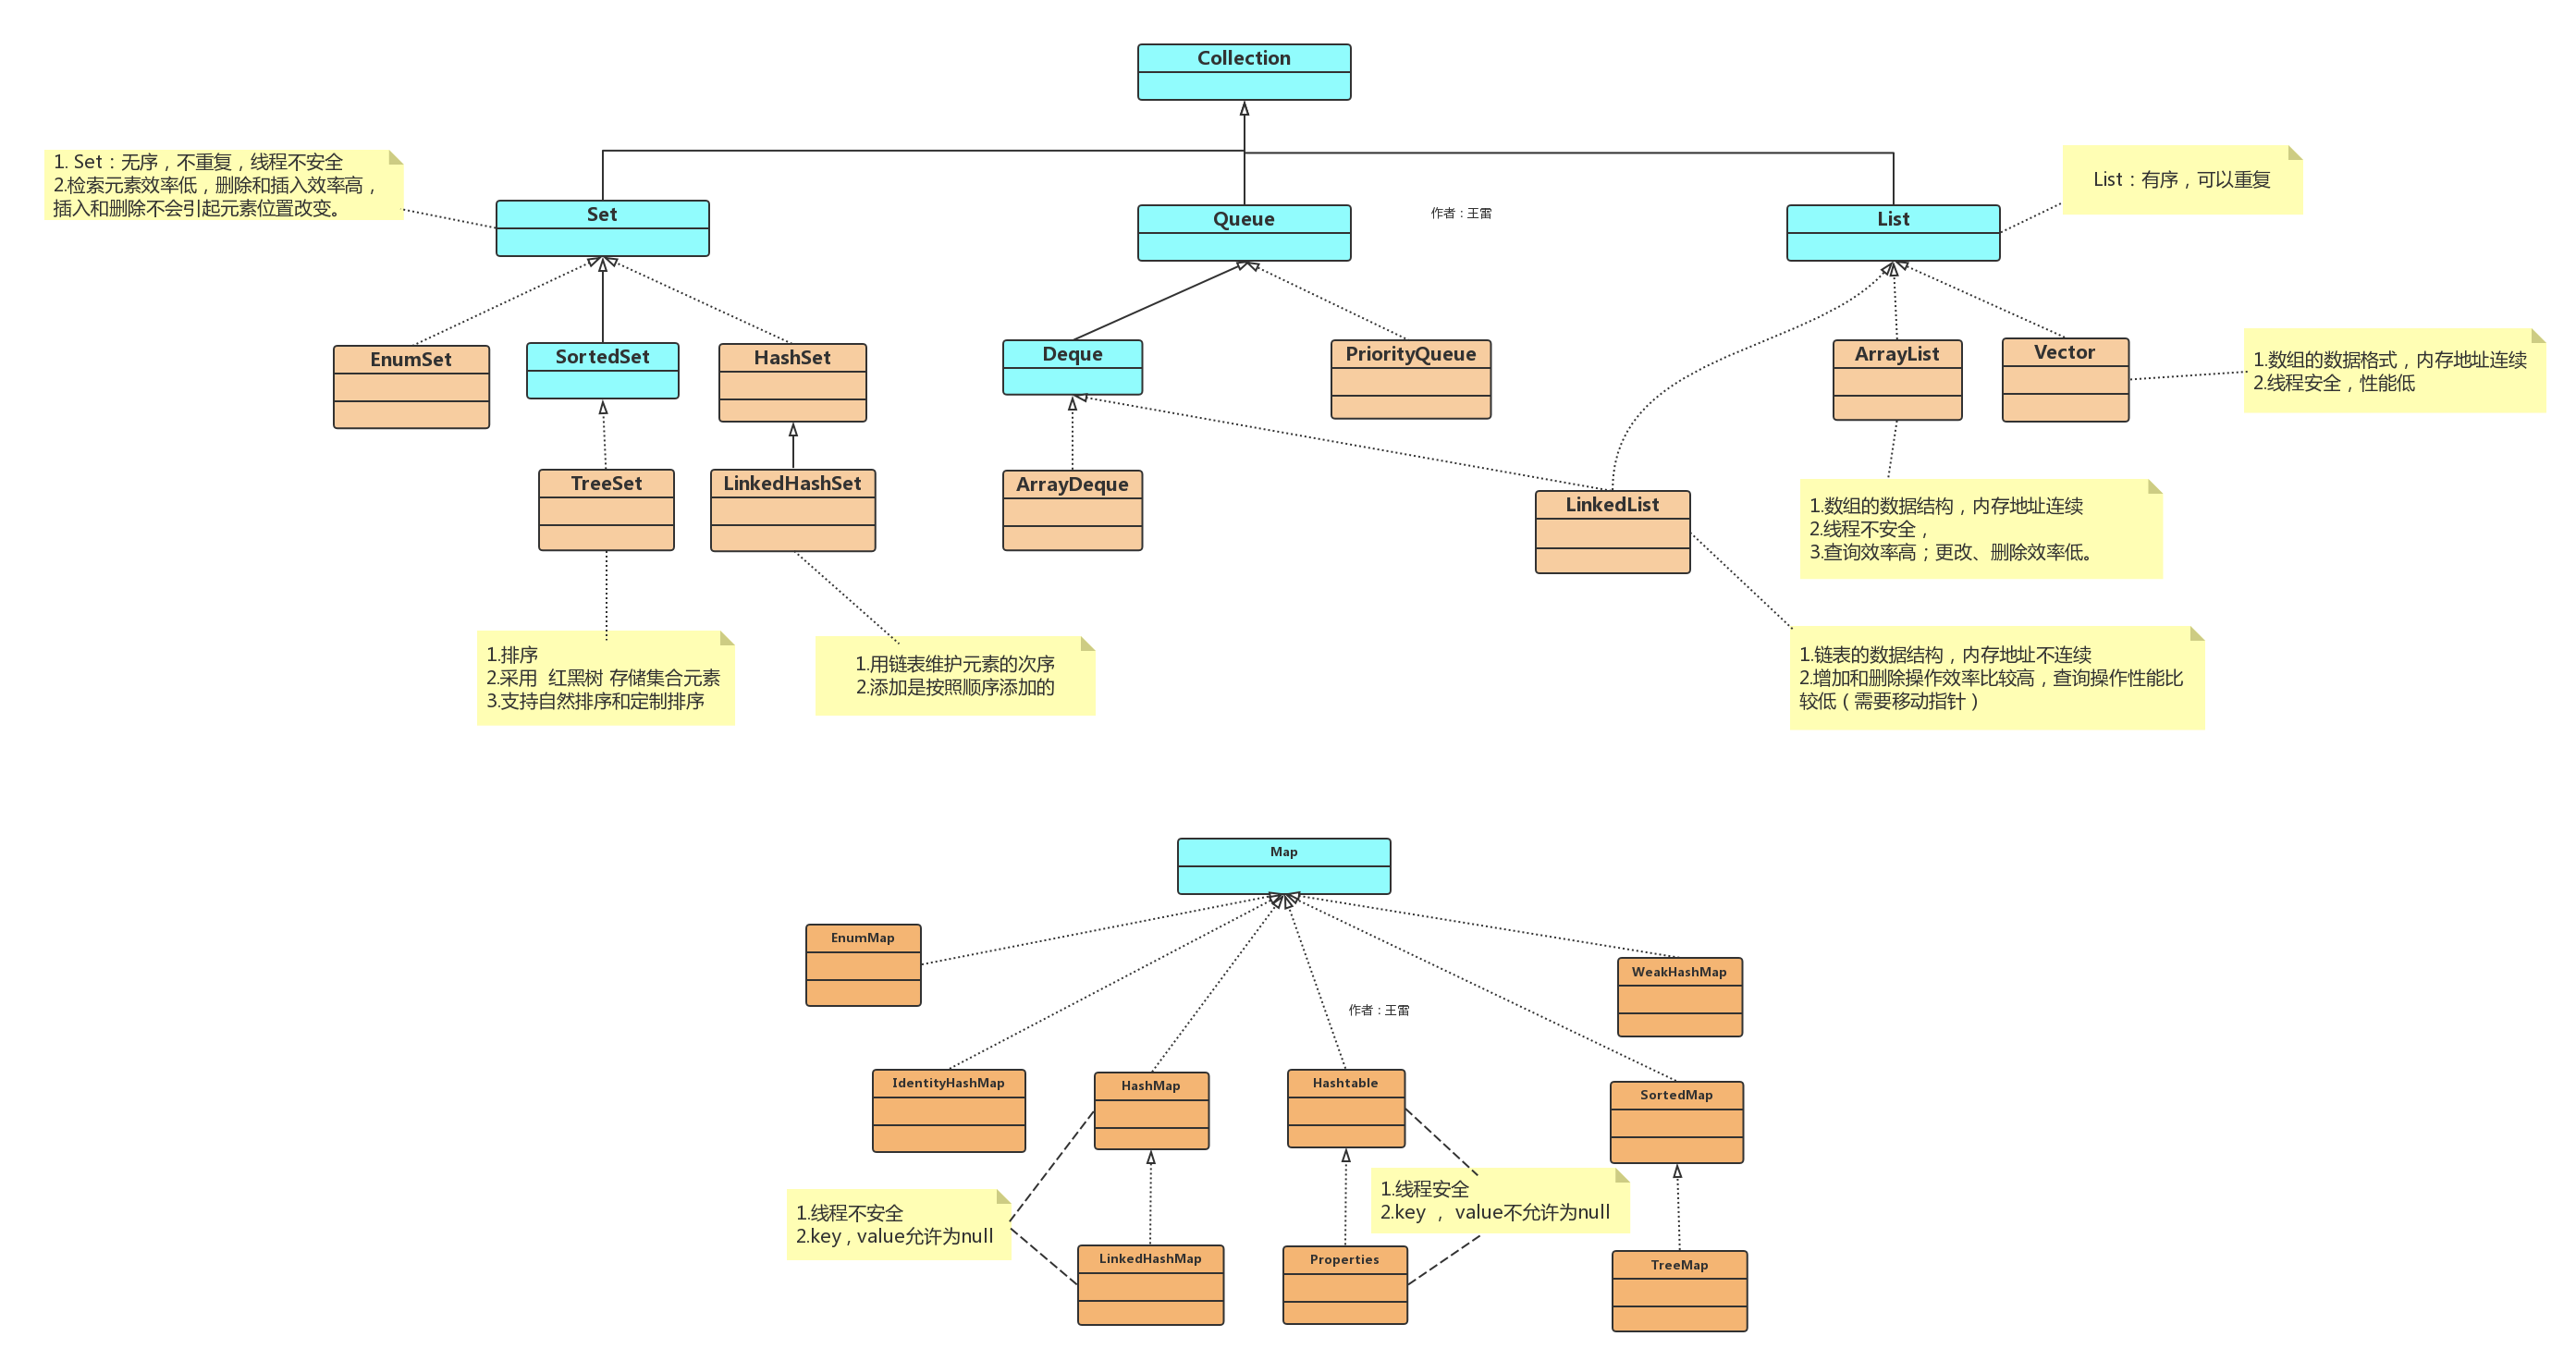 Collection
1. Set：无序，不重复，线程不安全
2.检索元素效率低，删除和插入效率高，
插入和删除不会引起元素位置改变。
List：有序，可以重复
Set
Queue
作者：王雷
List
EnumSet
SortedSet
HashSet
Deque
PriorityQueue
ArrayList
Vector
1.数组的数据格式，内存地址连续
2.线程安全，性能低
TreeSet
LinkedHashSet
ArrayDeque
LinkedList
1.数组的数据结构，内存地址连续
2.线程不安全，
3.查询效率高；更改、删除效率低。
1.排序
2.采用 红黑树 存储集合元素
3.支持自然排序和定制排序
1.用链表维护元素的次序
2.添加是按照顺序添加的
1.链表的数据结构，内存地址不连续
2.增加和删除操作效率比较高，查询操作性能比
较低（需要移动指针）
Map
EnumMap
WeakHashMap
作者：王雷
IdentityHashMap
HashMap
Hashtable
SortedMap
1.线程不安全
2.key，value允许为null
1.线程安全
2.key ， value不允许为null
LinkedHashMap
Properties
TreeMap